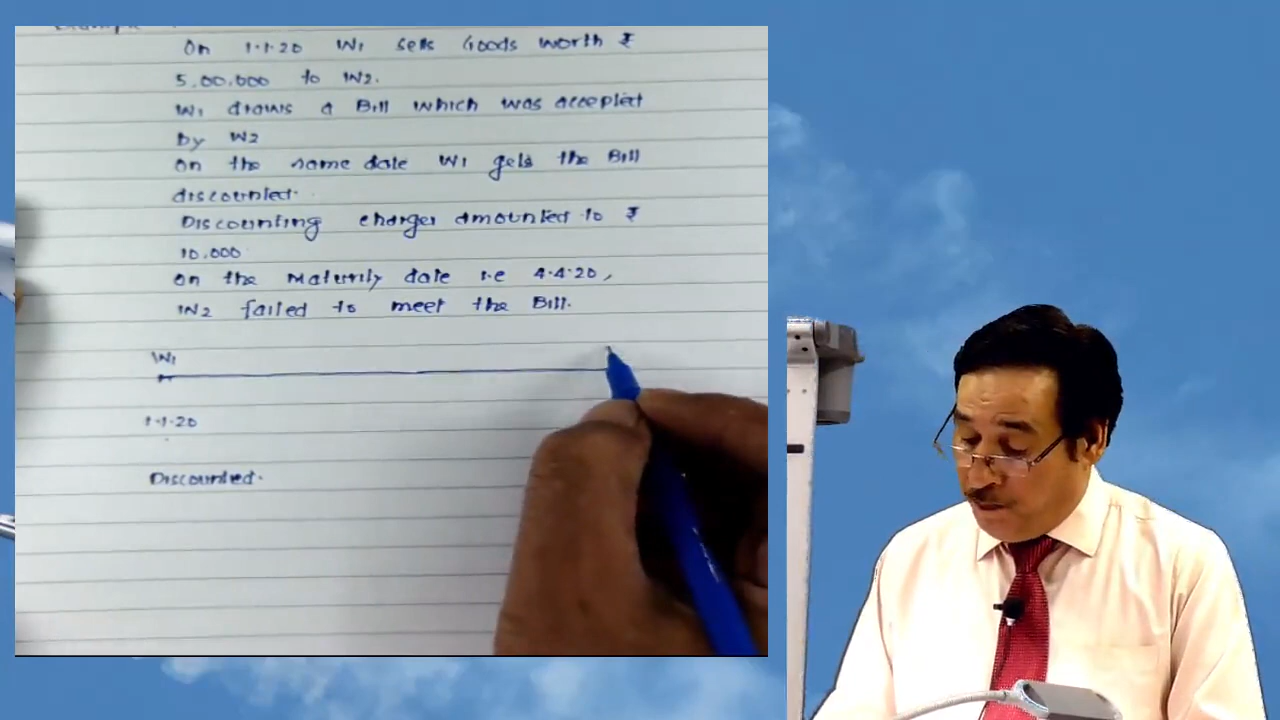 On 1.1.20 W1 sells Goods worth ₹
5,00,000 to W2.
W1 draws a Bill which was accepted
by W2
On the same date W1 gets the Bill
discounted.
Discounting charges amounted to ₹
10,000
On the Maturity date i.e 4.4.20,
W2 failed to meet the Bill.
W1
1.1.20
Discounted.